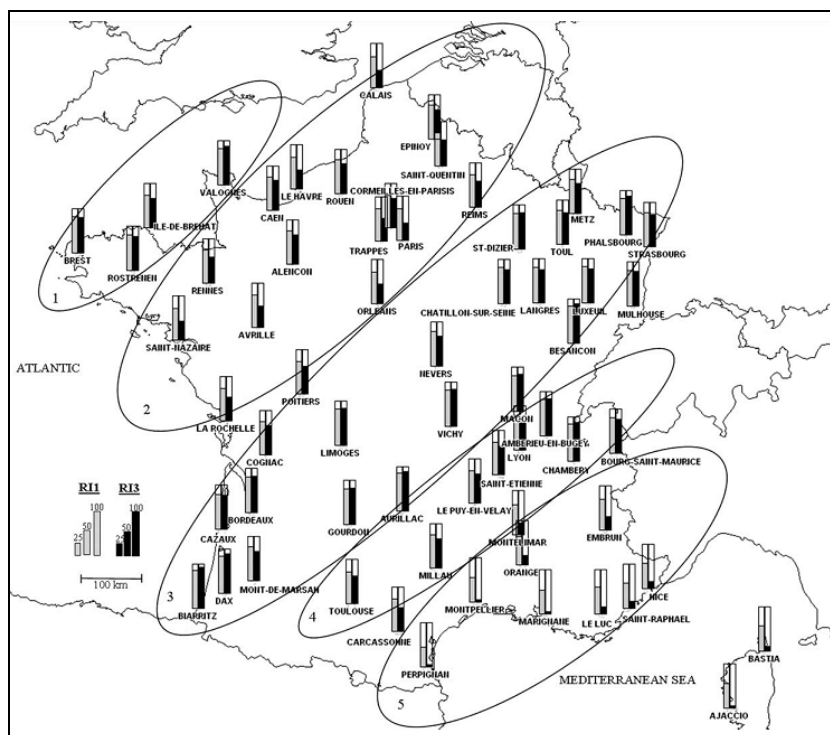 CALAIS
EPINOY
SAINT-QUENTIN
VALOGNES
LE HAVRE
ROUEN
CORMEILLES-EN-PARISIS
CAEN
REIMS
METZ
ILE-DE-BREHAT
TRAPPES
PARIS
ST-DIZIER
TOUL
PHALSBOURG
STRASBOURG
BREST
ROSTRENEN
ALENCON
RENNES
1
ORLEANS
CHATILLON-SUR-SEINE
LANGRES
LUXEUIL
MULHOUSE
AVRILLE
SAINT-NAZAIRE
BESANCON
ATLANTIC
NEVERS
POITIERS
2
LA ROCHELLE
MACON
VICHY
LIMOGES
AMBERIEU-EN-BUGEY
COGNAC
LYON
CHAMBERY
BOURG-SAINT-MAURICE
SAINT-ETIENNE
RI1 RI3
100 100
50 50
25 25
100 km
BORDEAUX
AURILLAC
LE PUY-EN-VELAY
GOURDON
CAZAUX
EMBRUN
MONTELIMAR
MILLAU
ORANGE
MONT-DE-MARSAN
DAX
BIARRITZ
3
TOULOUSE
4
MONTPELLIER
MARIGNANE
LE LUC
NICE
SAINT-RAPHAEL
CARCASSONNE
PERPIGNAN
BASTIA
MEDITERRANEAN SEA
5
AJACCIO